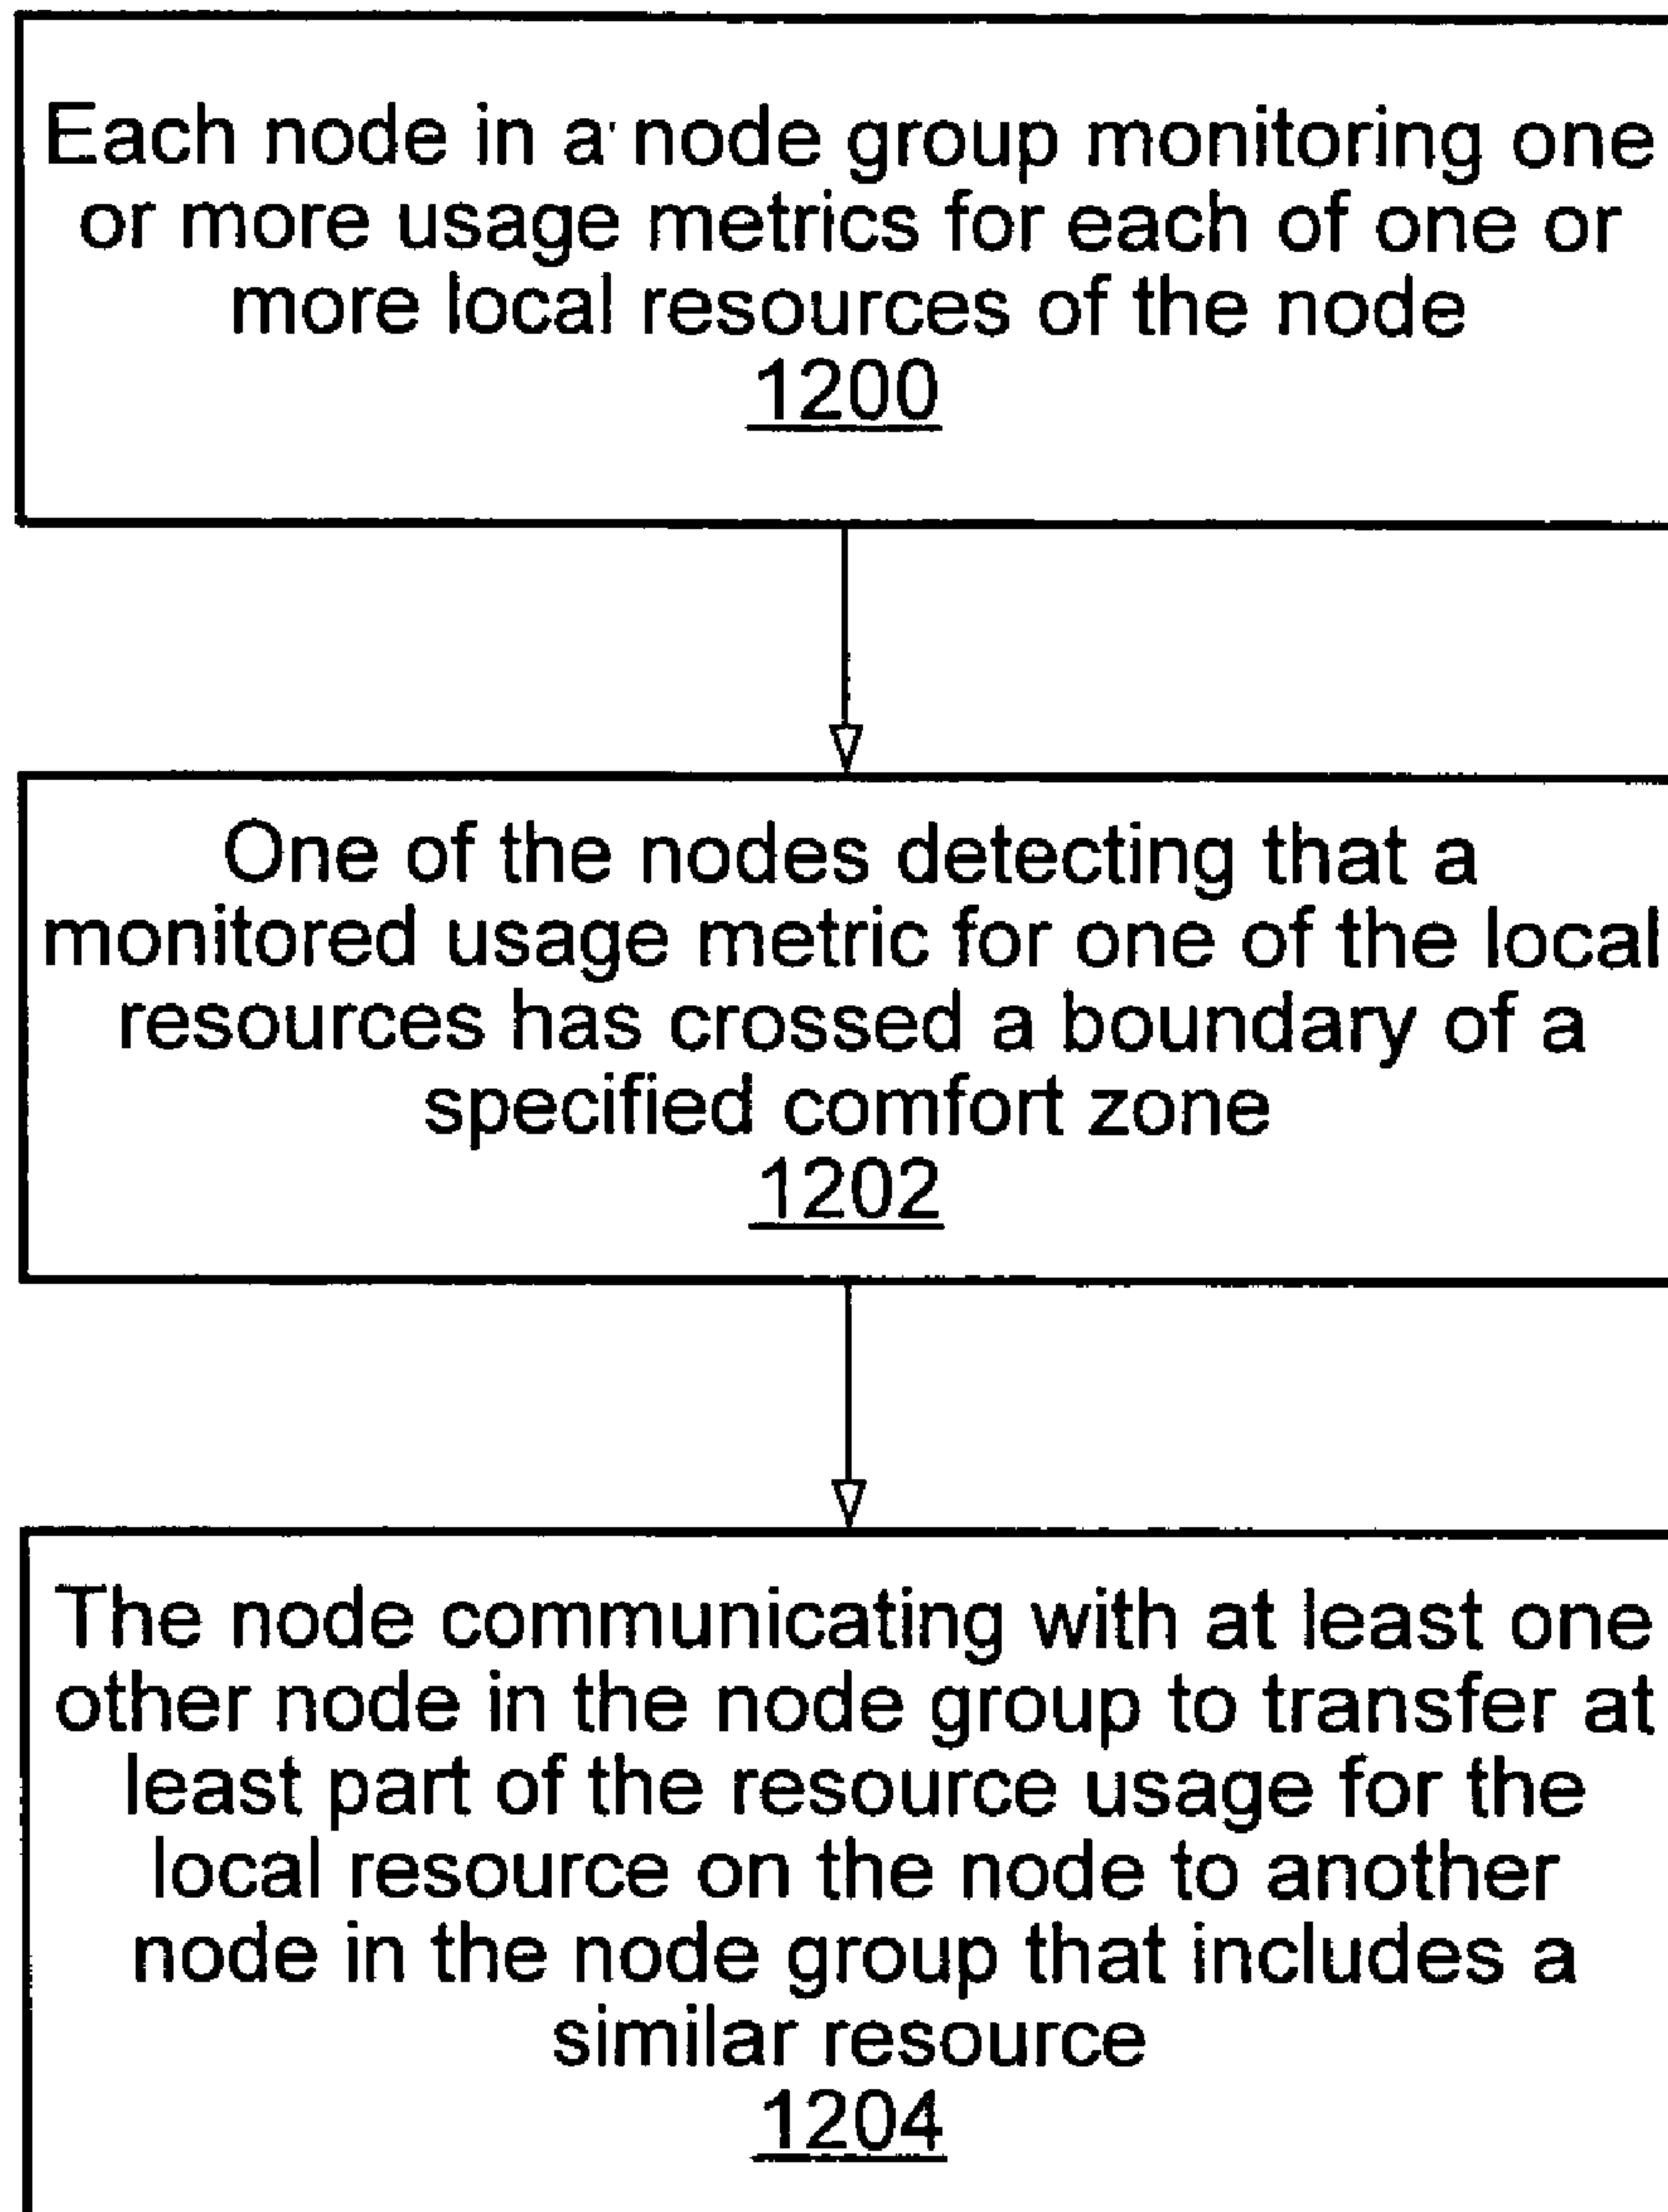 Each node in a node group monitoring one
or more usage metrics for each of one or
more local resources of the node
1200
One of the nodes detecting that a
monitored usage metric for one of the local
resources has crossed a boundary of a
specified comfort zone
1202
The node communicating with at least one
other node in the node group to transfer at
least part of the resource usage for the
local resource on the node to another
node in the node group that includes a
similar resource
1204